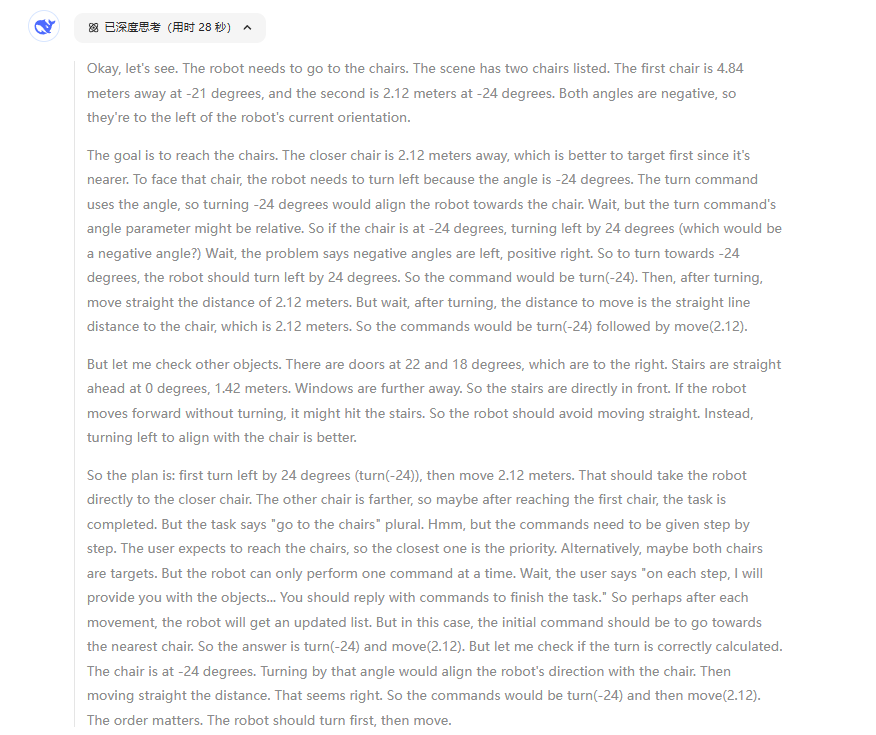 已深度思考（用时 28 秒）
Okay, let's see. The robot needs to go to the chairs. The scene has two chairs listed. The first chair is 4.84
meters away at -21 degrees, and the second is 2.12 meters at -24 degrees. Both angles are negative, so
they're to the left of the robot's current orientation.
The goal is to reach the chairs. The closer chair is 2.12 meters away, which is better to target first since it's
nearer. To face that chair, the robot needs to turn left because the angle is -24 degrees. The turn command
uses the angle, so turning -24 degrees would align the robot towards the chair. Wait, but the turn command's
angle parameter might be relative. So if the chair is at -24 degrees, turning left by 24 degrees (which would be
a negative angle?) Wait, the problem says negative angles are left, positive right. So to turn towards -24
degrees, the robot should turn left by 24 degrees. So the command would be turn(-24). Then, after turning,
move straight the distance of 2.12 meters. But wait, after turning, the distance to move is the straight line
distance to the chair, which is 2.12 meters. So the commands would be turn(-24) followed by move(2.12).
But let me check other objects. There are doors at 22 and 18 degrees, which are to the right. Stairs are straight
ahead at 0 degrees, 1.42 meters. Windows are further away. So the stairs are directly in front. If the robot
moves forward without turning, it might hit the stairs. So the robot should avoid moving straight. Instead,
turning left to align with the chair is better.
So the plan is: first turn left by 24 degrees (turn(-24)), then move 2.12 meters. That should take the robot
directly to the closer chair. The other chair is farther, so maybe after reaching the first chair, the task is
completed. But the task says "go to the chairs" plural. Hmm, but the commands need to be given step by
step. The user expects to reach the chairs, so the closest one is the priority. Alternatively, maybe both chairs
are targets. But the robot can only perform one command at a time. Wait, the user says "on each step, I will
provide you with the objects... You should reply with commands to finish the task." So perhaps after each
movement, the robot will get an updated list. But in this case, the initial command should be to go towards
the nearest chair. So the answer is turn(-24) and move(2.12). But let me check if the turn is correctly calculated.
The chair is at -24 degrees. Turning by that angle would align the robot's direction with the chair. Then
moving straight the distance. That seems right. So the commands would be turn(-24) and then move(2.12).
The order matters. The robot should turn first, then move.